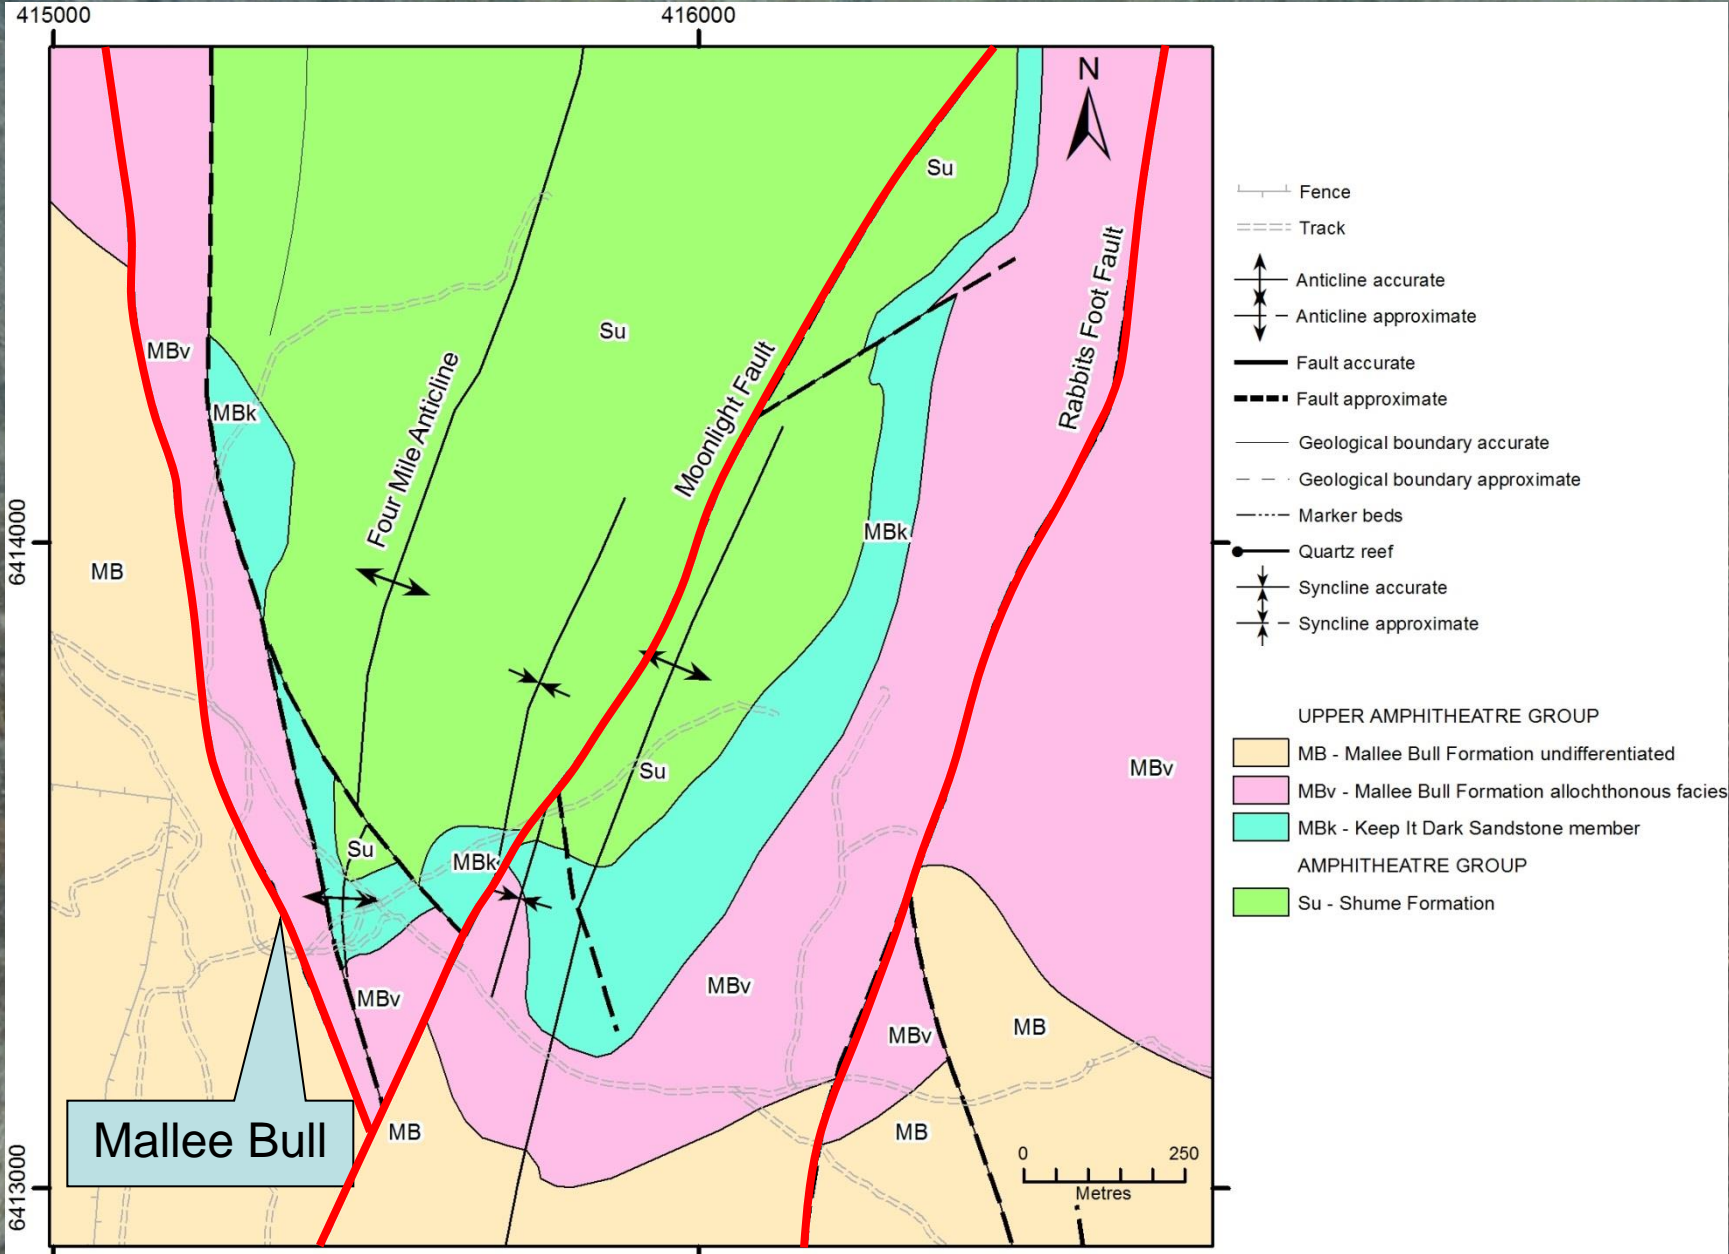 415000
416000
N
Su
Fence
Track
Rabbits Foot Fault
Anticline accurate
Anticline approximate
Su
MBv
Moonlight Fault
Four Mile Anticline
Fault accurate
Fault approximate
MBk
Geological boundary accurate
Geological boundary approximate
Marker beds
6414000
MBk
Quartz reef
MB
Syncline accurate
Syncline approximate
UPPER AMPHITHEATRE GROUP
MB - Mallee Bull Formation undifferentiated
Su
MBv
MBv - Mallee Bull Formation allochthonous facies
MBk - Keep It Dark Sandstone member
Su
MBk
AMPHITHEATRE GROUP
Su - Shume Formation
MBv
MBv
MBv
MB
Mallee Bull
MB
MB
6413000
0
250
Metres